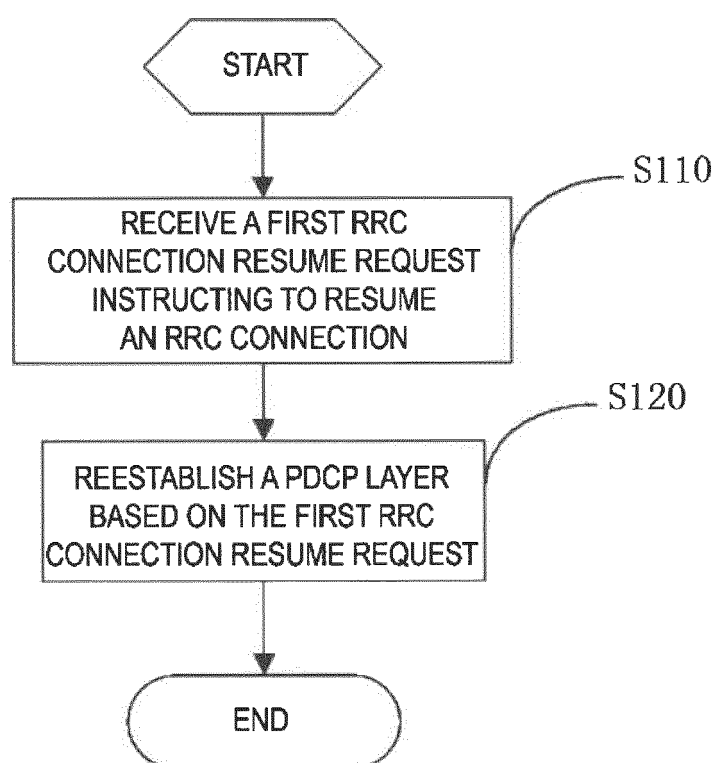 START
S110
RECEIVE A FIRST RRC
CONNECTION RESUME REQUEST
INSTRUCTING TO RESUME
AN RRC CONNECTION
S120
REESTABLISH A PDCP LAYER
BASED ON THE FIRST RRC
CONNECTION RESUME REQUEST
END